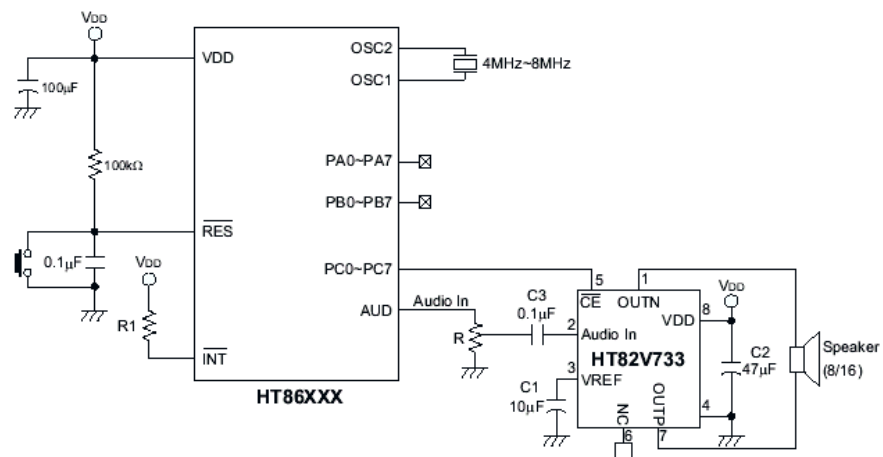 VDD
100μF
VDD
OSC2
OSC1
4MHz~8MHz
100kΩ
PA0~PA7
PB0~PB7
RES
0.1μF
VDD
R1
INT
PC0~PC7
AUD
Audio In
R
HT86XXX
C3
0.1μF
5
1
CE
OUTN
VDD
8
VDD
2
Audio In
HT82V733
3
VREF
C1
10μF
C2
47μF
Speaker
(8/16)
NC
OUTP
4
6
7